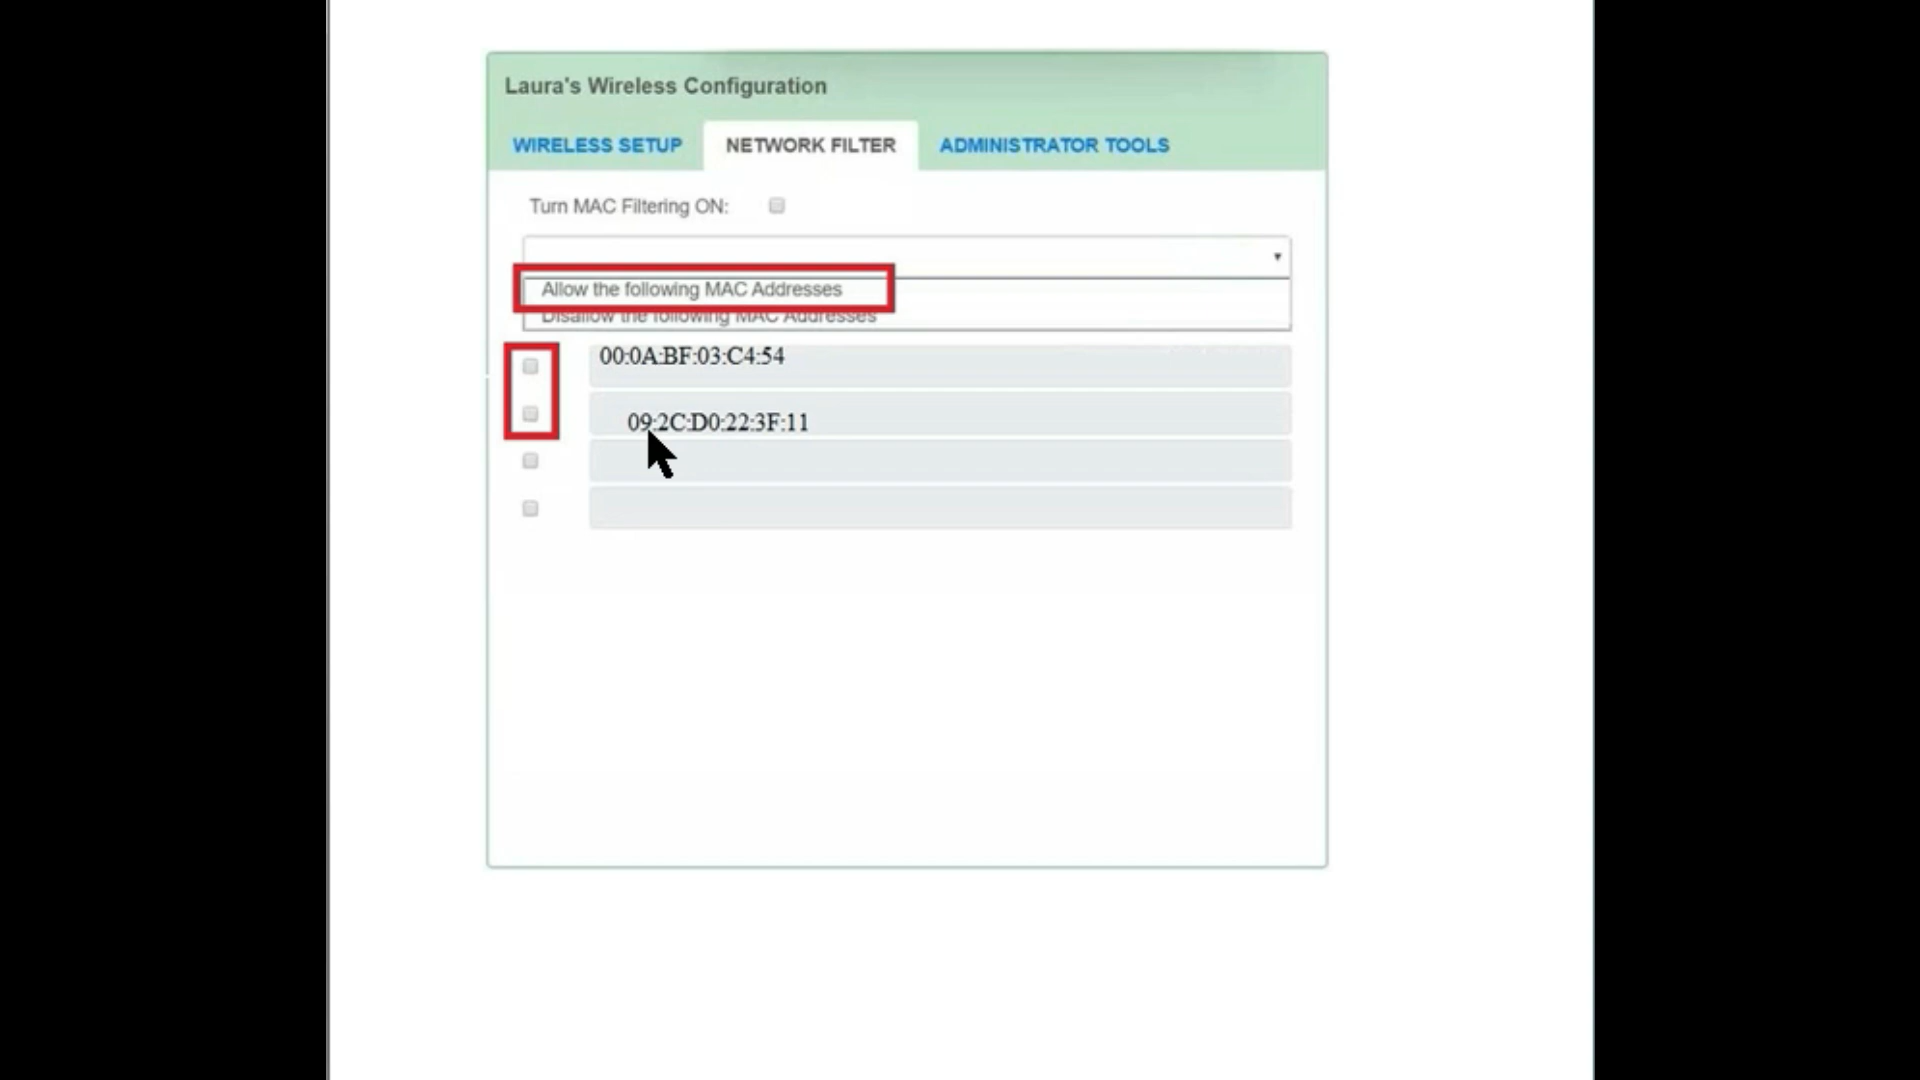 Laura's Wireless Configuration
WIRELESS SETUP NETWORK FILTER ADMINISTRATOR TOOLS
Turn MAC Filtering ON:
Allow the following MAC Addresses
Disallow the following MAC Addresses
00:0A:BF:03:C4:54
09:2C:D0:22:3F:11